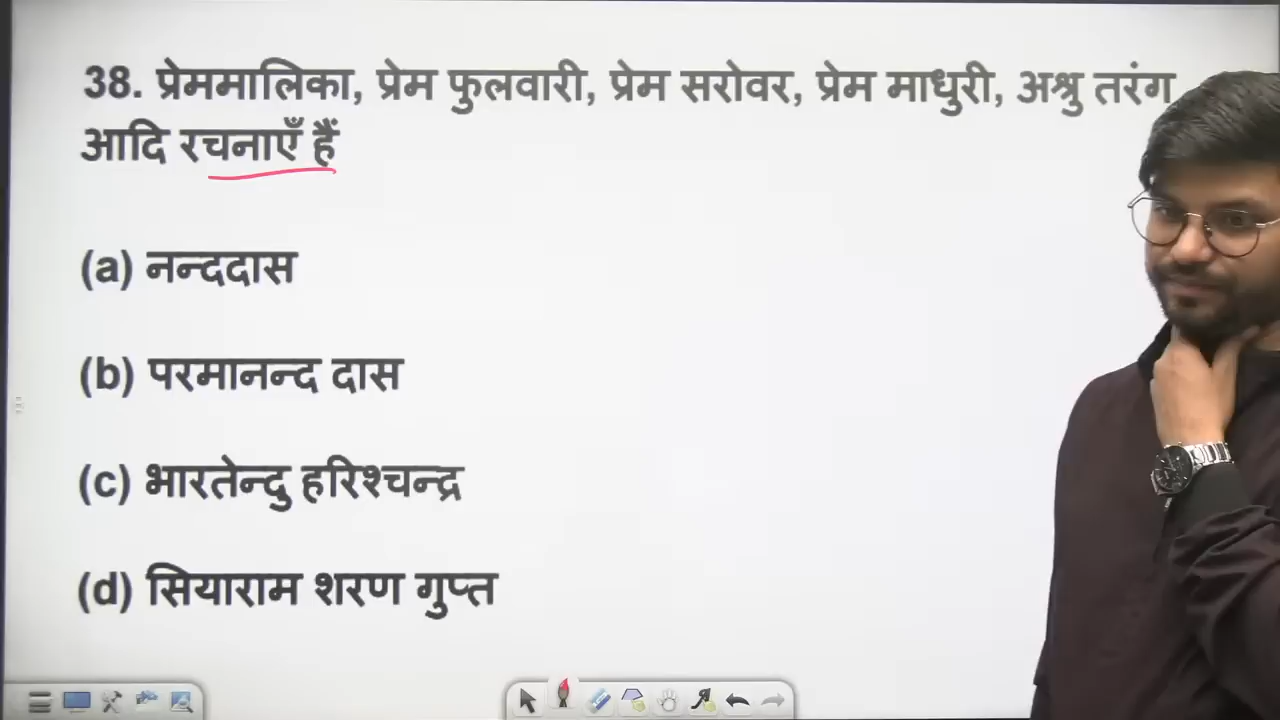 38. प्रेममालिका, प्रेम फुलवारी, प्रेम सरोवर, प्रेम माधुरी, अश्रु तरंग
आदि रचनाएँ हैं
(a) नन्ददास
(b) परमानन्द दास
(c) भारतेन्दु हरिश्चन्द्र
(d) सियाराम शरण गुप्त